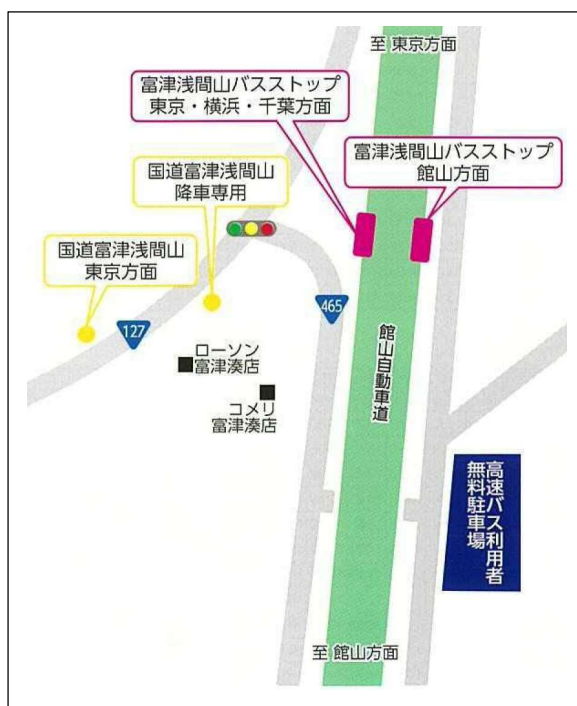 至 東京方面
富津浅間山バスストップ
東京・横浜・千葉方面
富津浅間山バスストップ
館山方面
国道富津浅間山
降車専用
国道富津浅間山
東京方面
127
465
ローソン
富津湊店
コメリ
富津湊店
館山自動車道
高速バス利用者
無料駐車場
至 館山方面